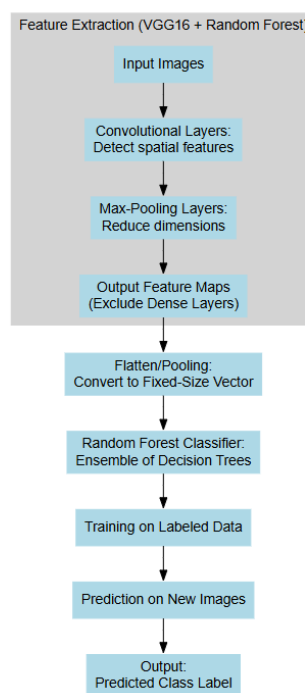 Feature Extraction (VGG16 + Random Forest)
Input Images
Convolutional Layers:
Detect spatial features
Max-Pooling Layers:
Reduce dimensions
Output Feature Maps
(Exclude Dense Layers)
Flatten/Pooling:
Convert to Fixed-Size Vector
Random Forest Classifier:
Ensemble of Decision Trees
Training on Labeled Data
Prediction on New Images
Output:
Predicted Class Label